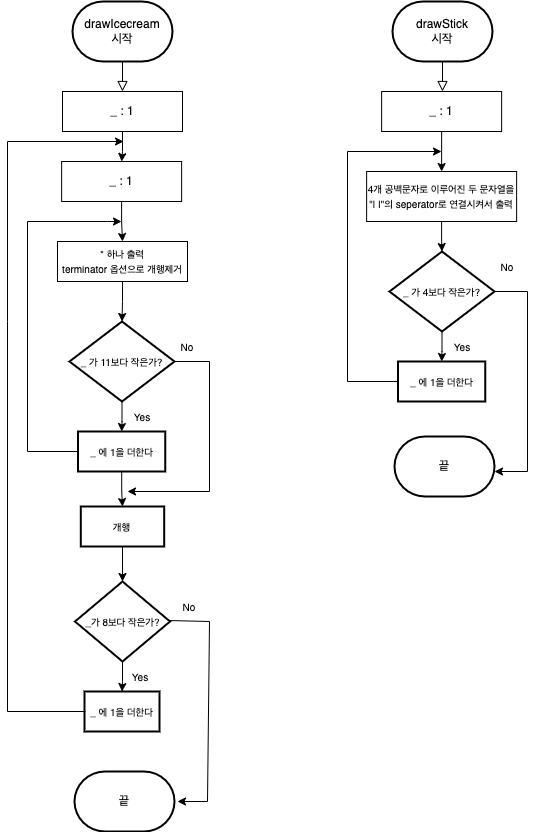 drawIcecream
시작
_ : 1
_ : 1
* 하나 출력
terminator 옵션으로 개행제거
_ 가 11보다 작은가?
No
Yes
_ 에 1을 더한다
개행
_가 8보다 작은가?
No
Yes
_ 에 1을 더한다
끝
drawStick
시작
_ : 1
4개 공백문자로 이루어진 두 문자열을
"| |"의 seperator로 연결시켜서 출력
_ 가 4보다 작은가?
No
Yes
_ 에 1을 더한다
끝